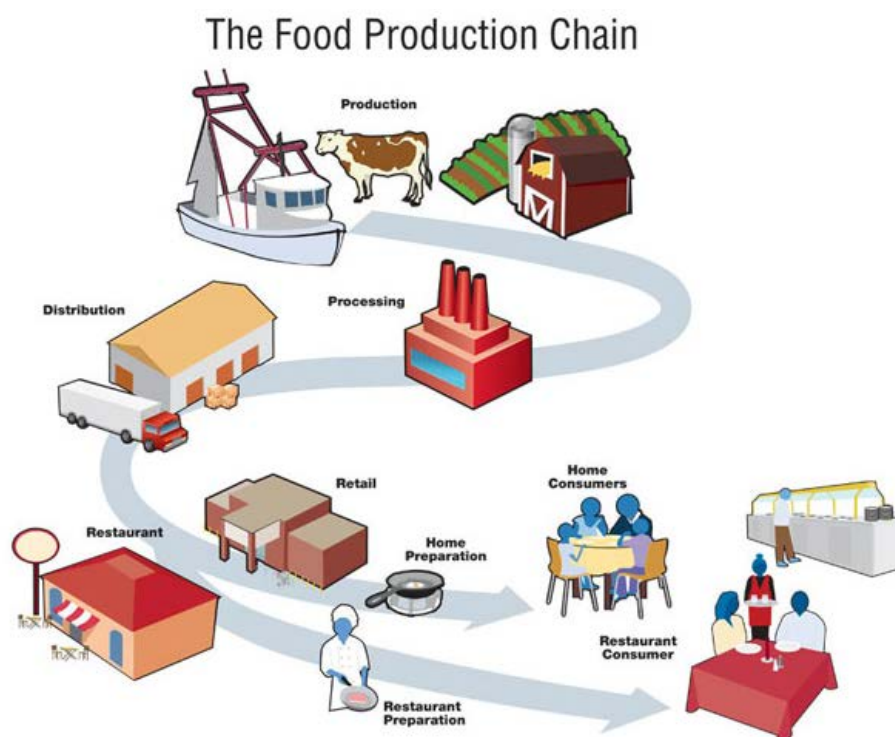 The Food Production Chain
Production
Processing
Distribution
Retail
Home
Consumers
Restaurant
Home
Preparation
Restaurant
Consumer
Restaurant
Preparation